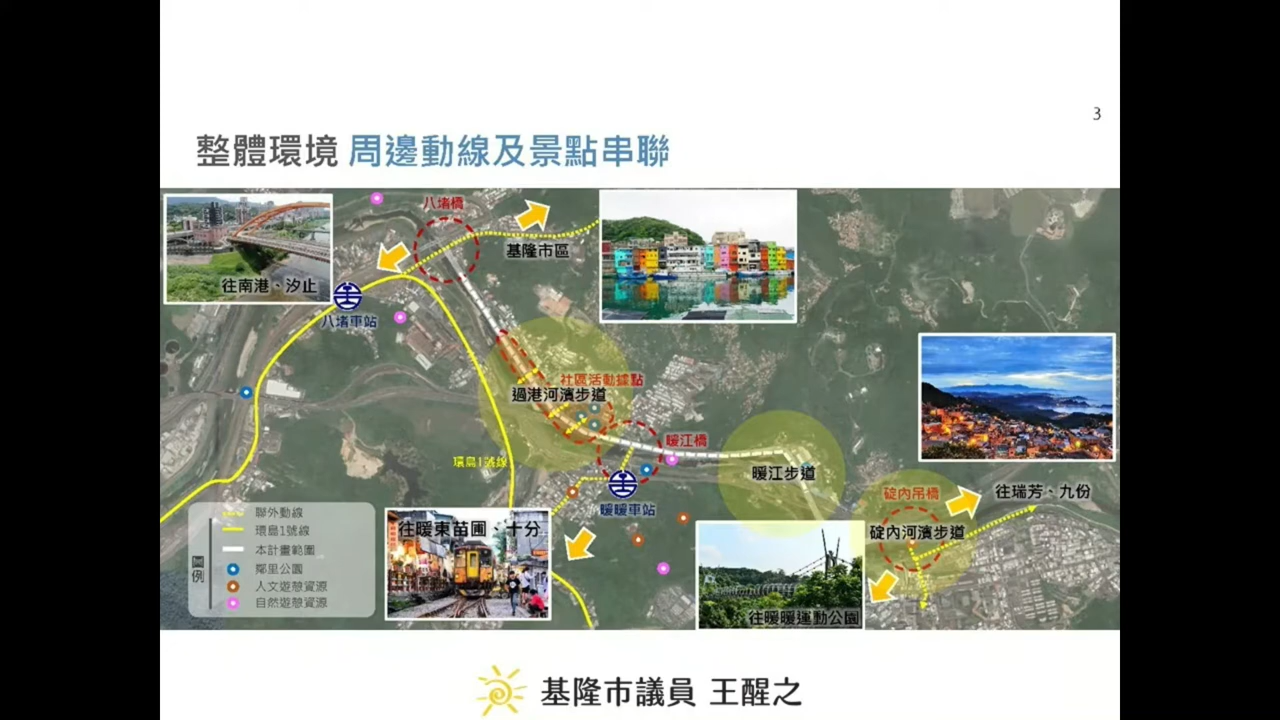 3
整體環境 周邊動線及景點串聯
八堵橋
基隆市區
往南港、汐止
八堵車站
社區活動據點
過港河濱步道
暖江橋
環島1號線
暖江步道
暖暖車站
碇內吊橋
往瑞芳、九份
碇內河濱步道
往暖東苗圃、十分
往暖暖運動公園
圖例
聯外動線
環島1號線
本計畫範圍
鄰里公園
人文遊憩資源
自然遊憩資源
基隆市議員 王醒之